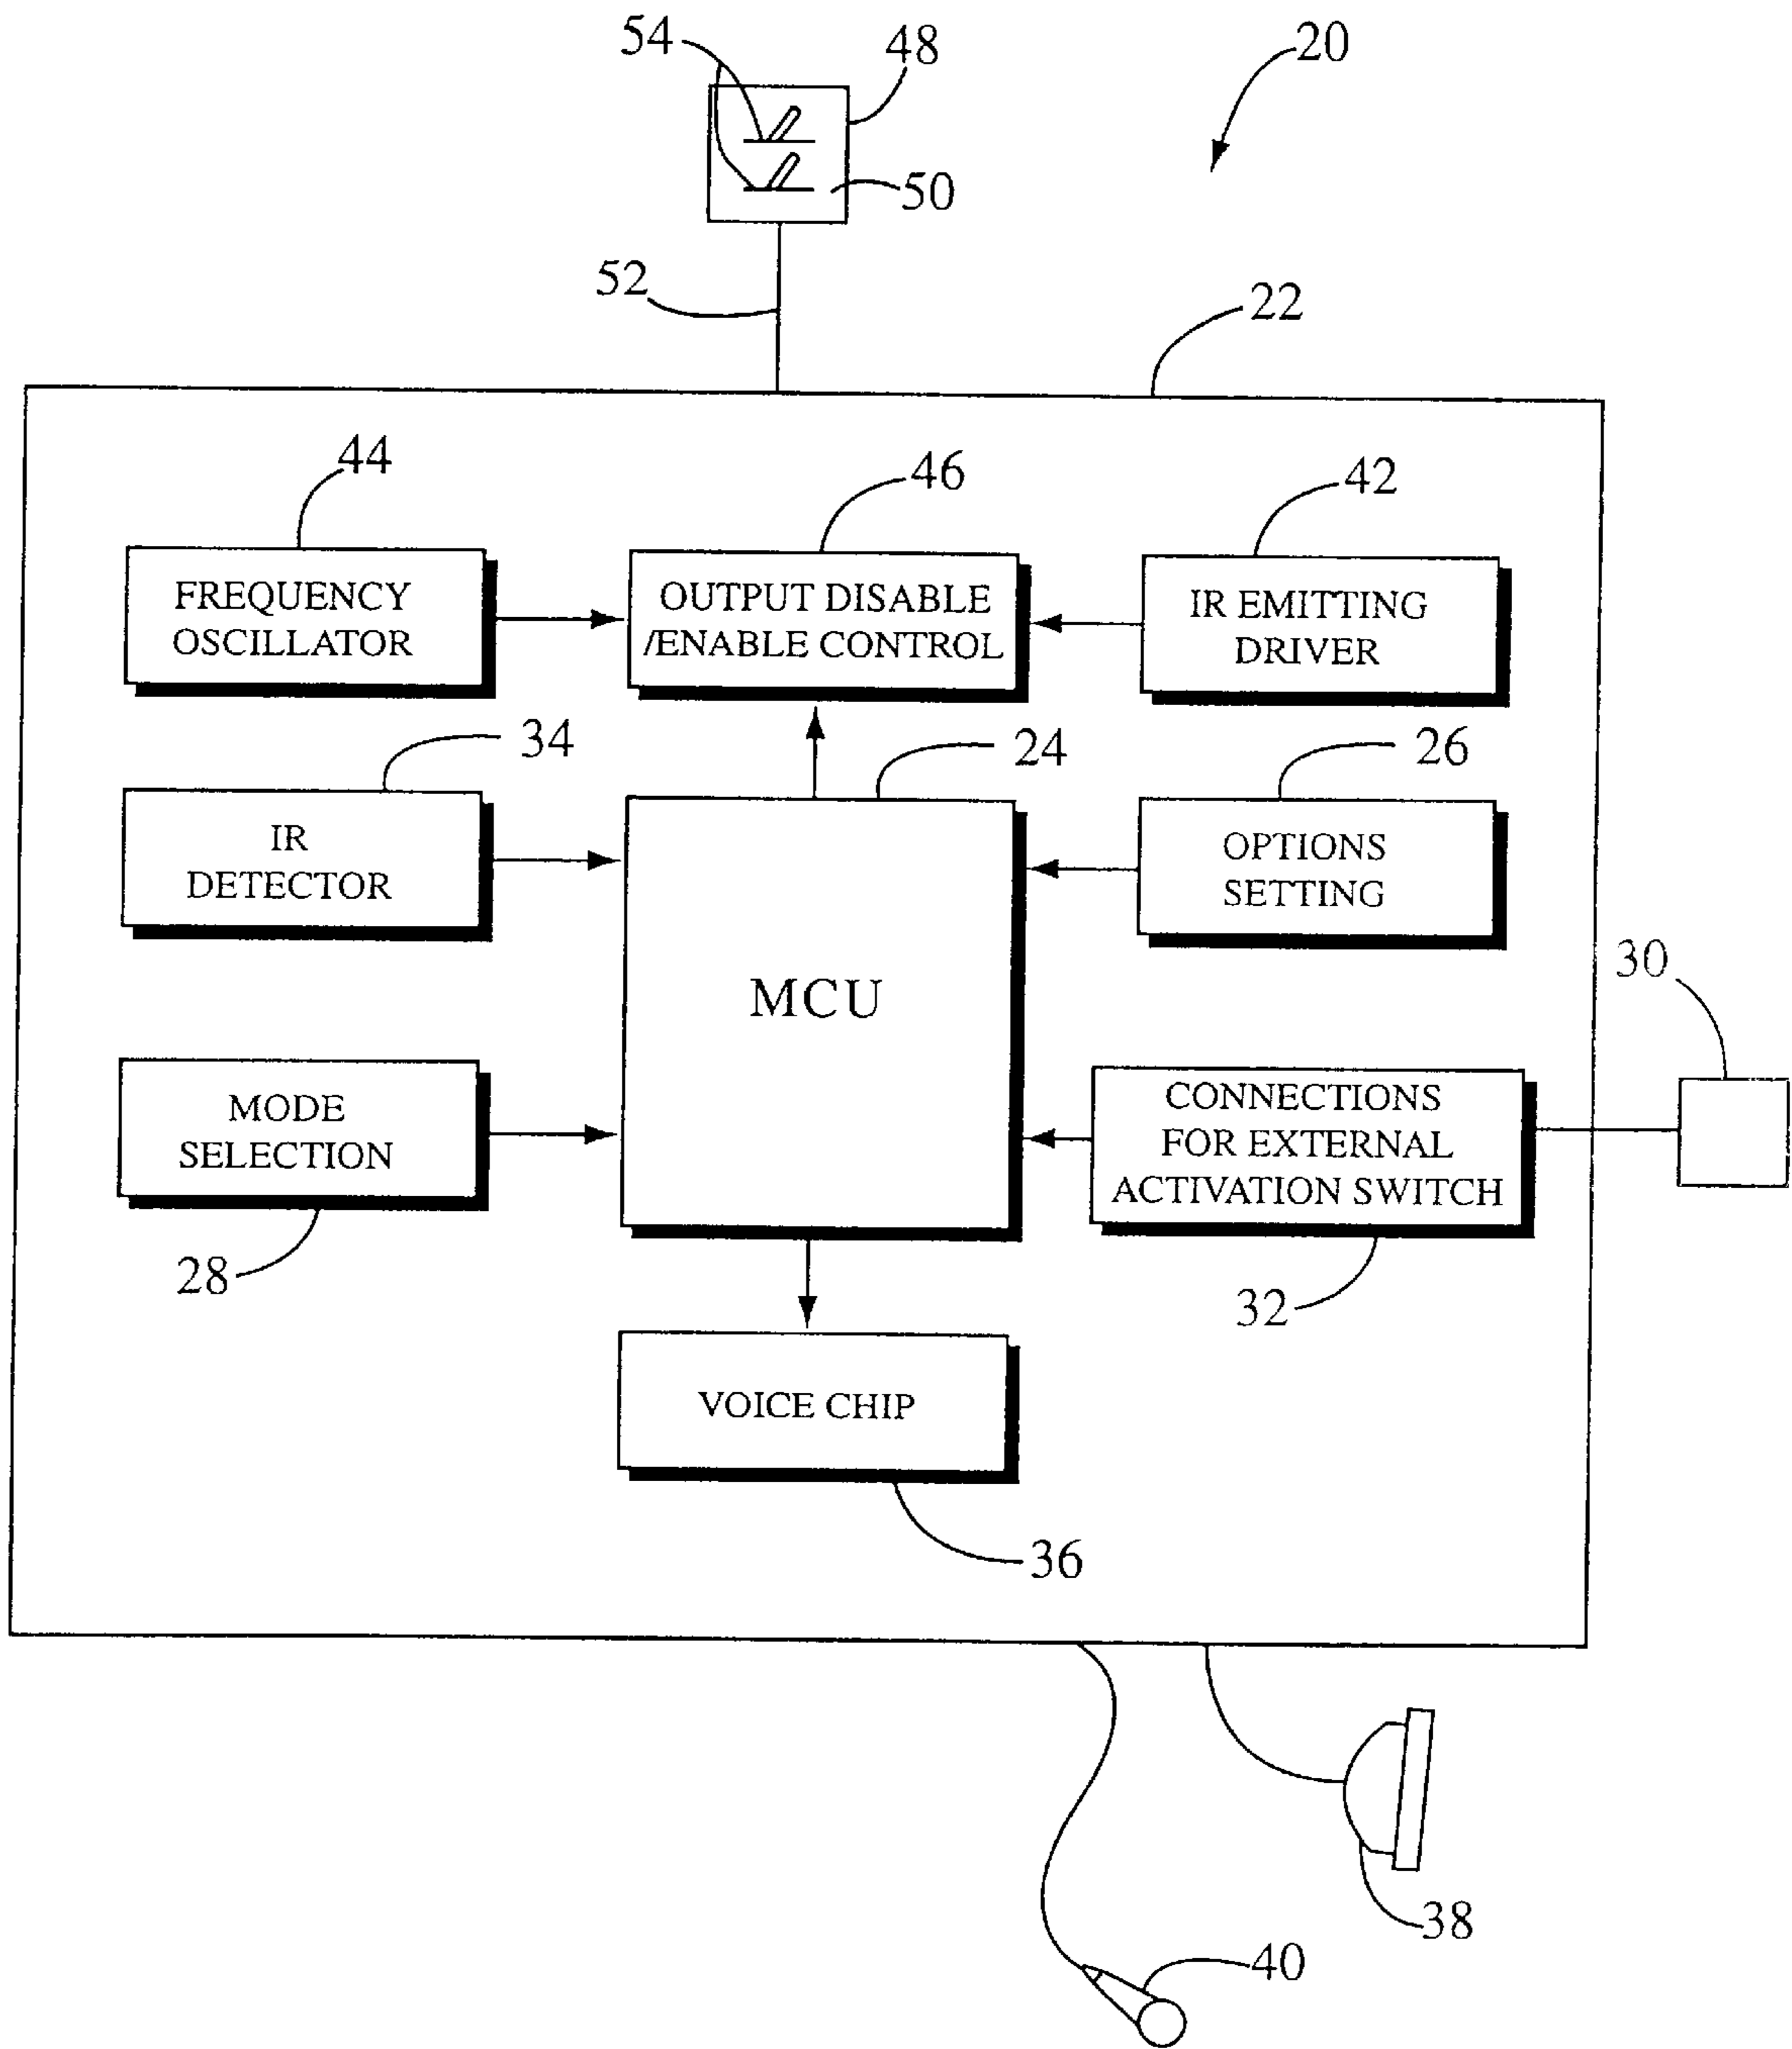 54
48
20
50
52
22
44
46
42
FREQUENCY
OSCILLATOR
OUTPUT DISABLE
/ENABLE CONTROL
IR EMITTING
DRIVER
34
24
26
IR
DETECTOR
OPTIONS
SETTING
MCU
30
MODE
SELECTION
CONNECTIONS
FOR EXTERNAL
ACTIVATION SWITCH
28
32
VOICE CHIP
36
38
40